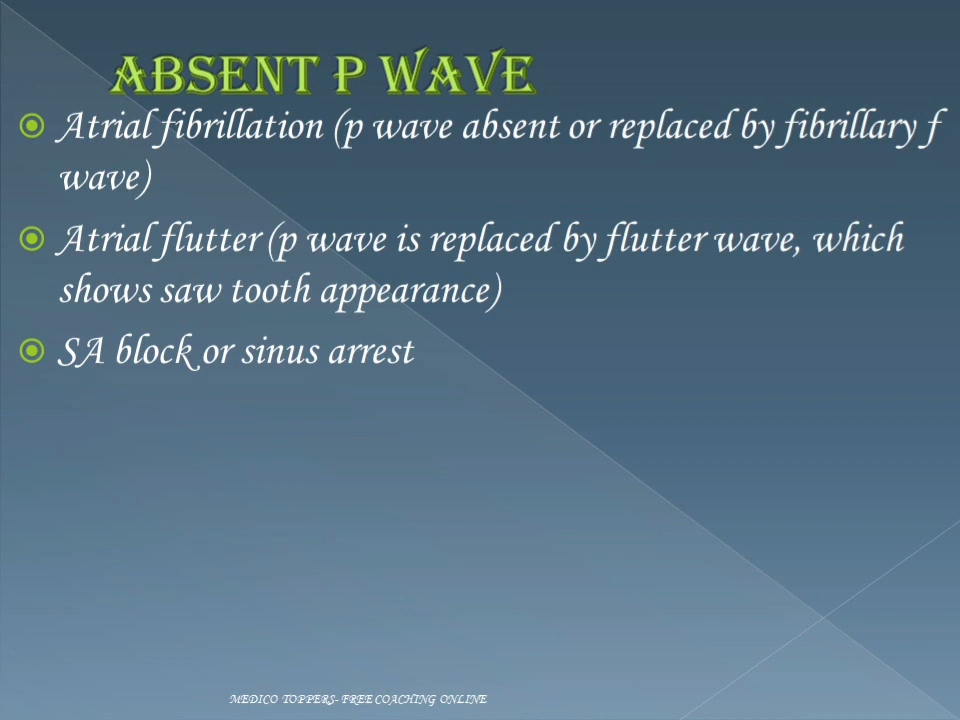 ABSENT P WAVE
Atrial fibrillation (p wave absent or replaced by fibrillary f
wave)
Atrial flutter (p wave is replaced by flutter wave, which
shows saw tooth appearance)
SA block or sinus arrest
MEDICO TOPPERS- FREE COACHING ONLINE